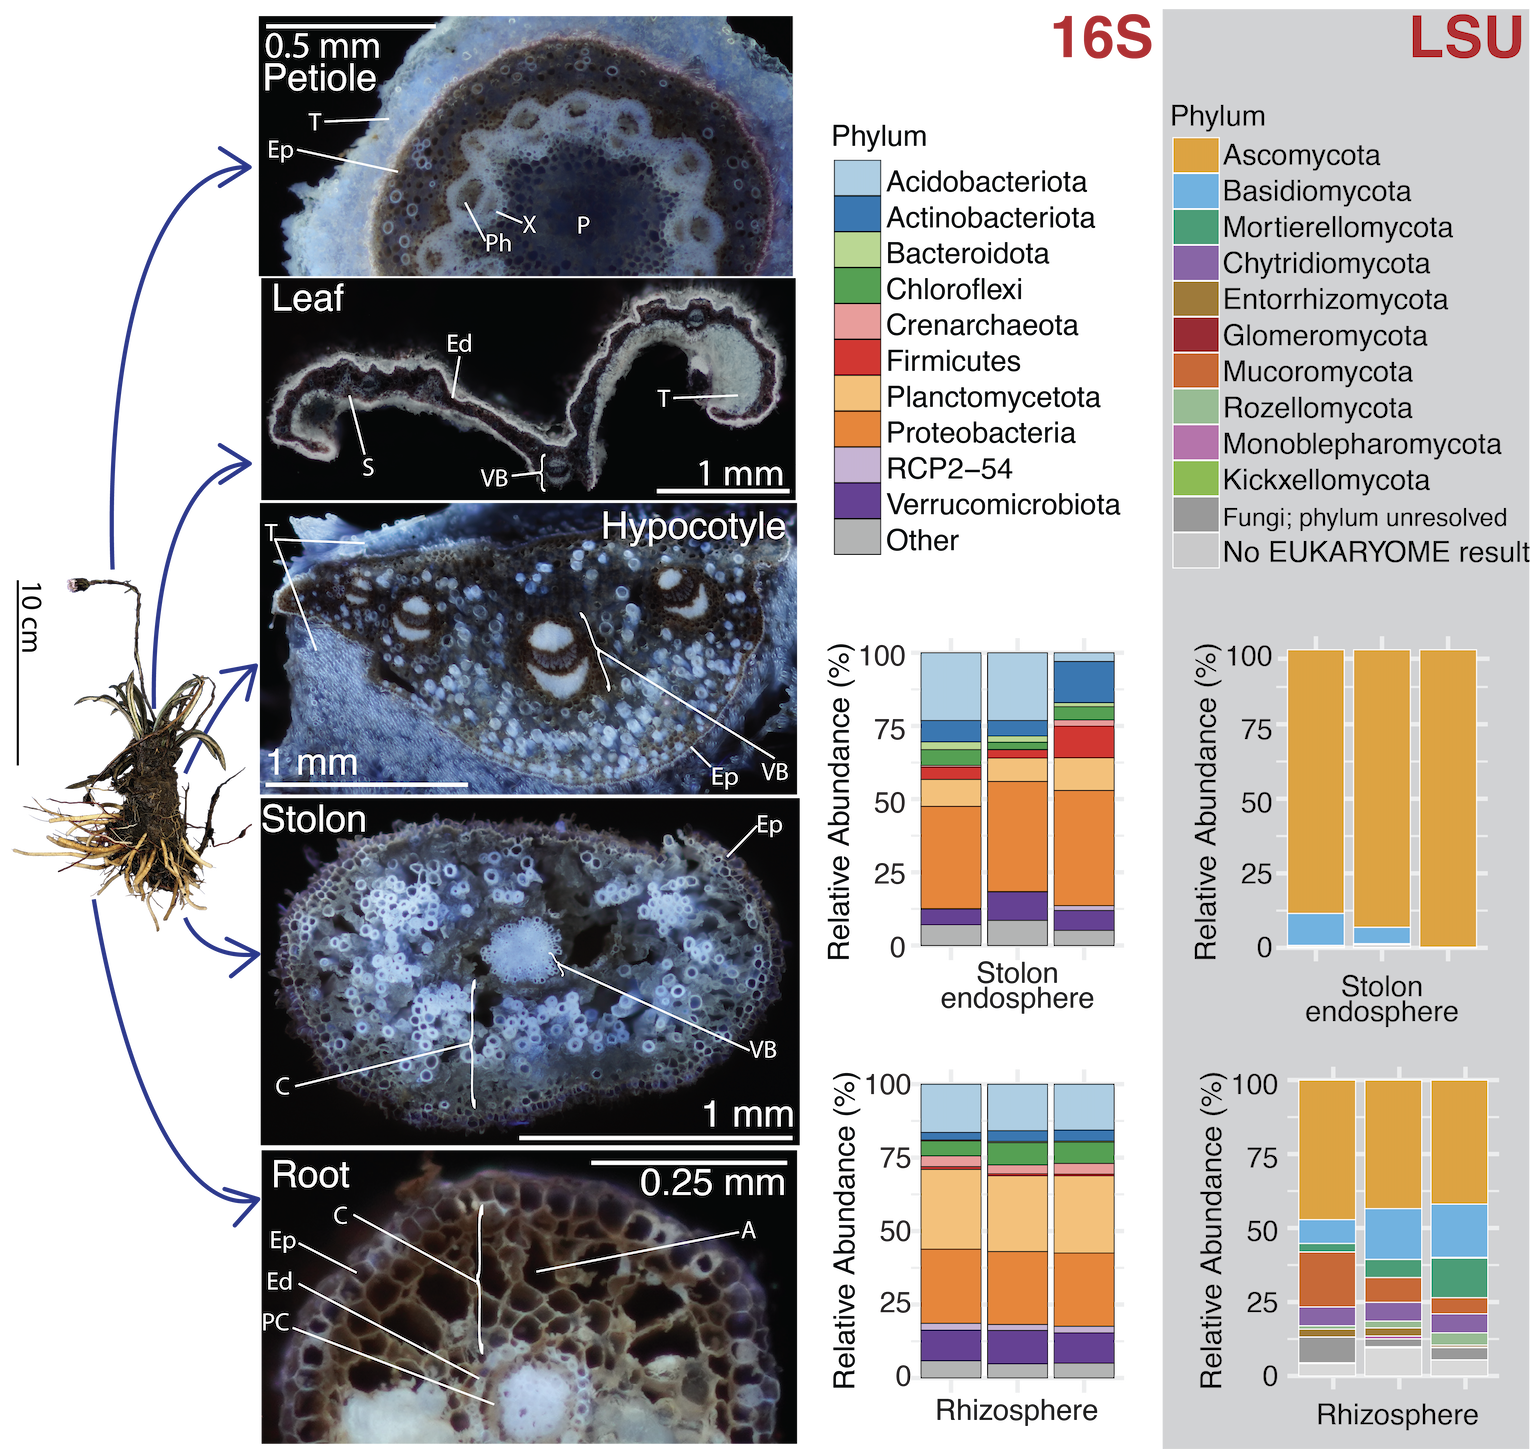 10 cm
0.5 mm
Petiole
T
Ep
Ph
X
P
Leaf
Ed
S
VB
T
1 mm
Hypocotyle
T
1 mm
Ep
VB
Stolon
Ep
VB
C
1 mm
Root
0.25 mm
C
A
Ep
Ed
PC
16S
Phylum
Acidobacteriota
Actinobacteriota
Bacteroidota
Chloroflexi
Crenarchaeota
Firmicutes
Planctomycetota
Proteobacteria
RCP2–54
Verrucomicrobiota
Other
Relative Abundance (%)
100
75
50
25
0
Stolon
endosphere
Relative Abundance (%)
100
75
50
25
0
Rhizosphere
LSU
Phylum
Ascomycota
Basidiomycota
Mortierellomycota
Chytridiomycota
Entorrhizomycota
Glomeromycota
Mucoromycota
Rozellomycota
Monoblepharomycota
Kickxellomycota
Fungi; phylum unresolved
No EUKARYOME result
Relative Abundance (%)
100
75
50
25
0
Stolon
endosphere
Relative Abundance (%)
100
75
50
25
0
Rhizosphere